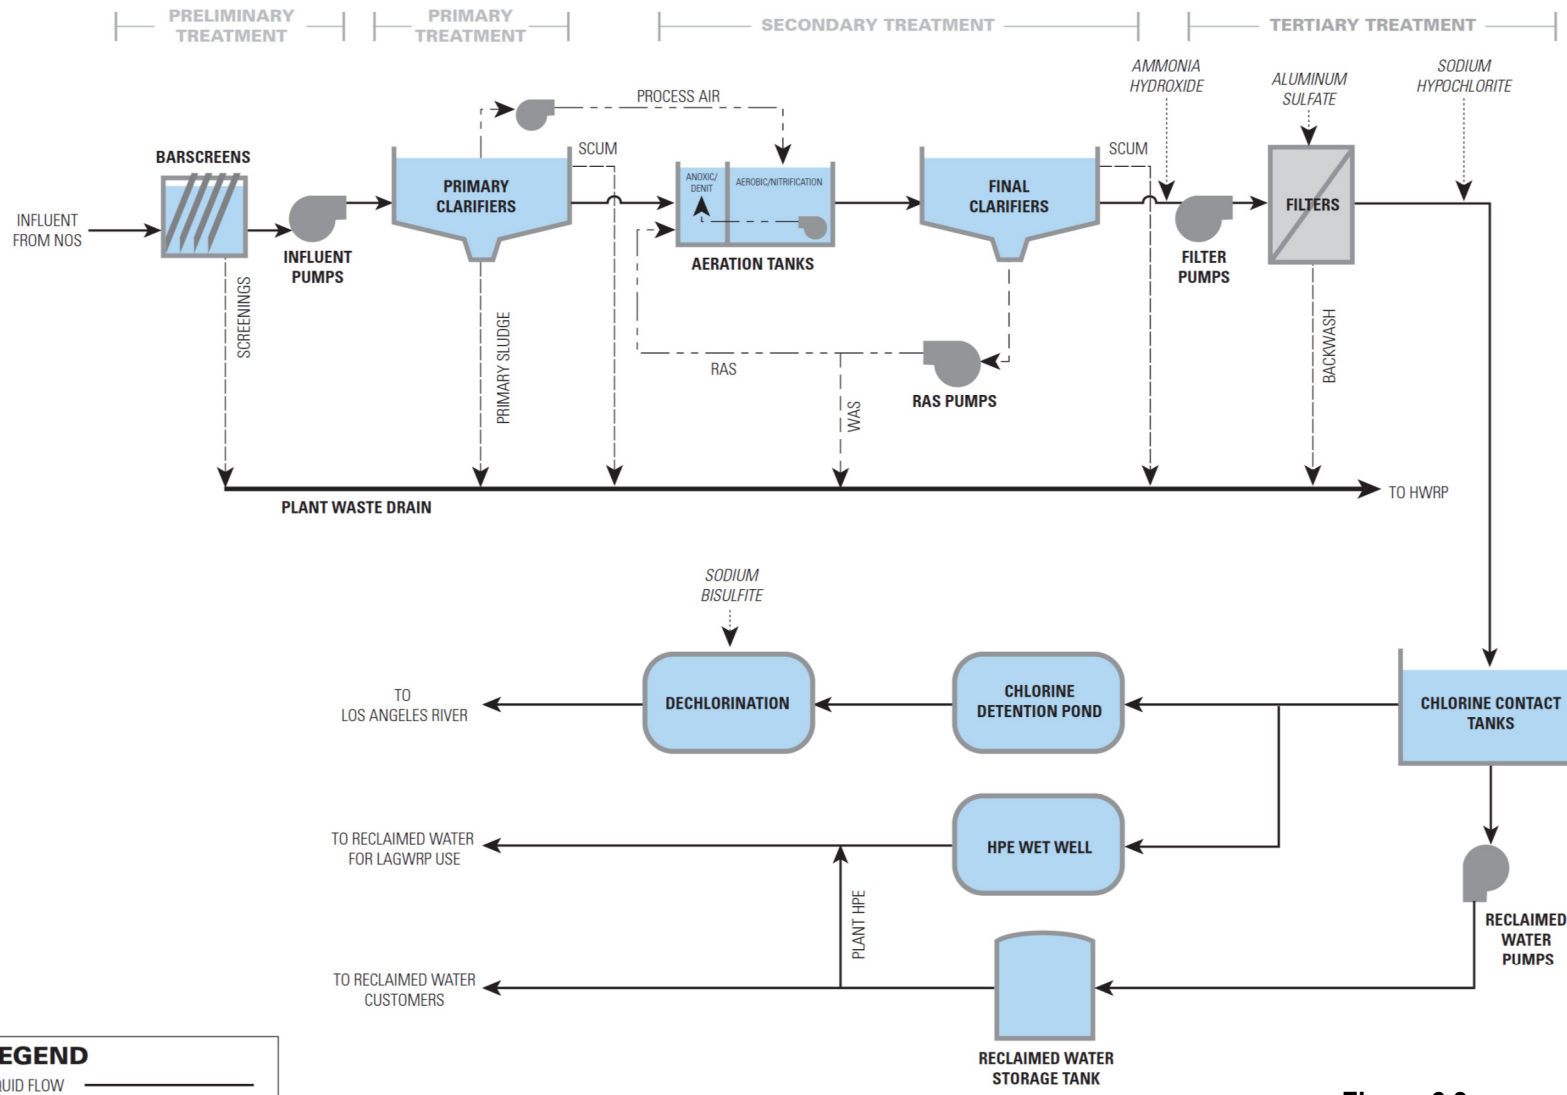 PRELIMINARY
TREATMENT
PRIMARY
TREATMENT
SECONDARY TREATMENT
TERTIARY TREATMENT
AMMONIA
HYDROXIDE
ALUMINUM
SULFATE
SODIUM
HYPOCHLORITE
PROCESS AIR
BARSCREENS
SCUM
SCUM
INFLUENT
FROM NOS
PRIMARY
CLARIFIERS
ANOXIC/
DENIT
AEROBIC/NITRIFICATION
FINAL
CLARIFIERS
FILTERS
INFLUENT
PUMPS
AERATION TANKS
FILTER
PUMPS
SCREENINGS
PRIMARY SLUDGE
RAS
WAS
RAS PUMPS
BACKWASH
PLANT WASTE DRAIN
TO HWRP
SODIUM
BISULFITE
TO
LOS ANGELES RIVER
DECHLORINATION
CHLORINE
DETENTION POND
CHLORINE CONTACT
TANKS
TO RECLAIMED WATER
FOR LAGWRP USE
HPE WET WELL
PLANT HPE
RECLAIMED
WATER
PUMPS
TO RECLAIMED WATER
CUSTOMERS
RECLAIMED WATER
STORAGE TANK
EGEND
QUID FLOW